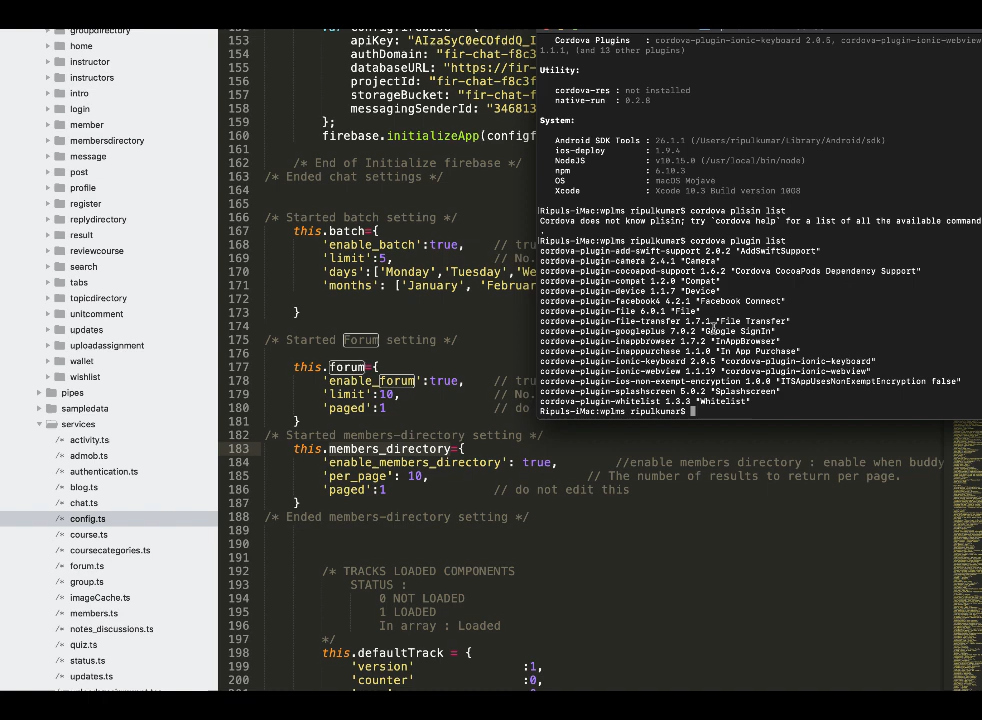 groupdirectory
home
instructor
instructors
intro
login
member
membersdirectory
message
post
profile
register
replydirectory
result
reviewcourse
search
tabs
topicdirectory
unitcomment
updates
uploadassignment
wallet
wishlist
pipes
sampledata
services
activity.ts
admob.ts
authentication.ts
blog.ts
chat.ts
config.ts
course.ts
coursecategories.ts
forum.ts
group.ts
imageCache.ts
members.ts
notes_discussions.ts
quiz.ts
status.ts
updates.ts
153 apiKey: "AIzaSyC0eCOfddQ_I
154 authDomain: "fir-chat-f8c3
155 databaseURL: "https://fir-
156 projectId: "fir-chat-f8c3f
157 storageBucket: "fir-chat-f
158 messagingSenderId: "346813
159 };
160 firebase.initializeApp(configf
161
162 /* End of Initialize firebase */
163 /* Ended chat settings */
164
165
166 /* Started batch setting */
167 this.batch={
168 'enable_batch':true, // tru
169 'limit':5, // No.
170 'days':['Monday','Tuesday','We
171 'months': ['January', 'Februar
172
173 }
174
175 /* Started Forum setting */
176
177 this.forum={
178 'enable_forum':true, // tr
179 'limit':10, // No.
180 'paged':1 // do
181 }
182 /* Started members-directory setting */
183 this.members_directory={
184 'enable_members_directory': true, //enable members directory : enable when buddy
185 'per_page': 10, // The number of results to return per page.
186 'paged':1 // do not edit this
187 }
188 /* Ended members-directory setting */
189
190
191
192 /* TRACKS LOADED COMPONENTS
193 STATUS :
194 0 NOT LOADED
195 1 LOADED
196 In array : Loaded
197 */
198 this.defaultTrack = {
199 'version' :1,
200 'counter' :0,
Cordova Plugins : cordova-plugin-ionic-keyboard 2.0.5, cordova-plugin-ionic-webview
1.1.1, (and 13 other plugins)
Utility:
cordova-res : not installed
native-run : 0.2.8
System:
Android SDK Tools : 26.1.1 (/Users/ripulkumar/Library/Android/sdk)
ios-deploy : 1.9.4
NodeJS : v10.15.0 (/usr/local/bin/node)
npm : 6.10.3
OS : macOS Mojave
Xcode : Xcode 10.3 Build version 10G8
Ripuls-iMac:wplms ripulkumar$ cordova plisin list
Cordova does not know plisin; try `cordova help` for a list of all the available command
.
Ripuls-iMac:wplms ripulkumar$ cordova plugin list
cordova-plugin-add-swift-support 2.0.2 "AddSwiftSupport"
cordova-plugin-camera 2.4.1 "Camera"
cordova-plugin-cocoapod-support 1.6.2 "Cordova CocoaPods Dependency Support"
cordova-plugin-compat 1.2.0 "Compat"
cordova-plugin-device 1.1.7 "Device"
cordova-plugin-facebook4 4.2.1 "Facebook Connect"
cordova-plugin-file 6.0.1 "File"
cordova-plugin-file-transfer 1.7.1 "File Transfer"
cordova-plugin-googleplus 7.0.2 "Google SignIn"
cordova-plugin-inappbrowser 1.7.2 "InAppBrowser"
cordova-plugin-inapppurchase 1.1.0 "In App Purchase"
cordova-plugin-ionic-keyboard 2.0.5 "cordova-plugin-ionic-keyboard"
cordova-plugin-ionic-webview 1.1.19 "cordova-plugin-ionic-webview"
cordova-plugin-ios-non-exempt-encryption 1.0.0 "ITSAppUsesNonExemptEncryption false"
cordova-plugin-splashscreen 5.0.2 "Splashscreen"
cordova-plugin-whitelist 1.3.3 "Whitelist"
Ripuls-iMac:wplms ripulkumar$